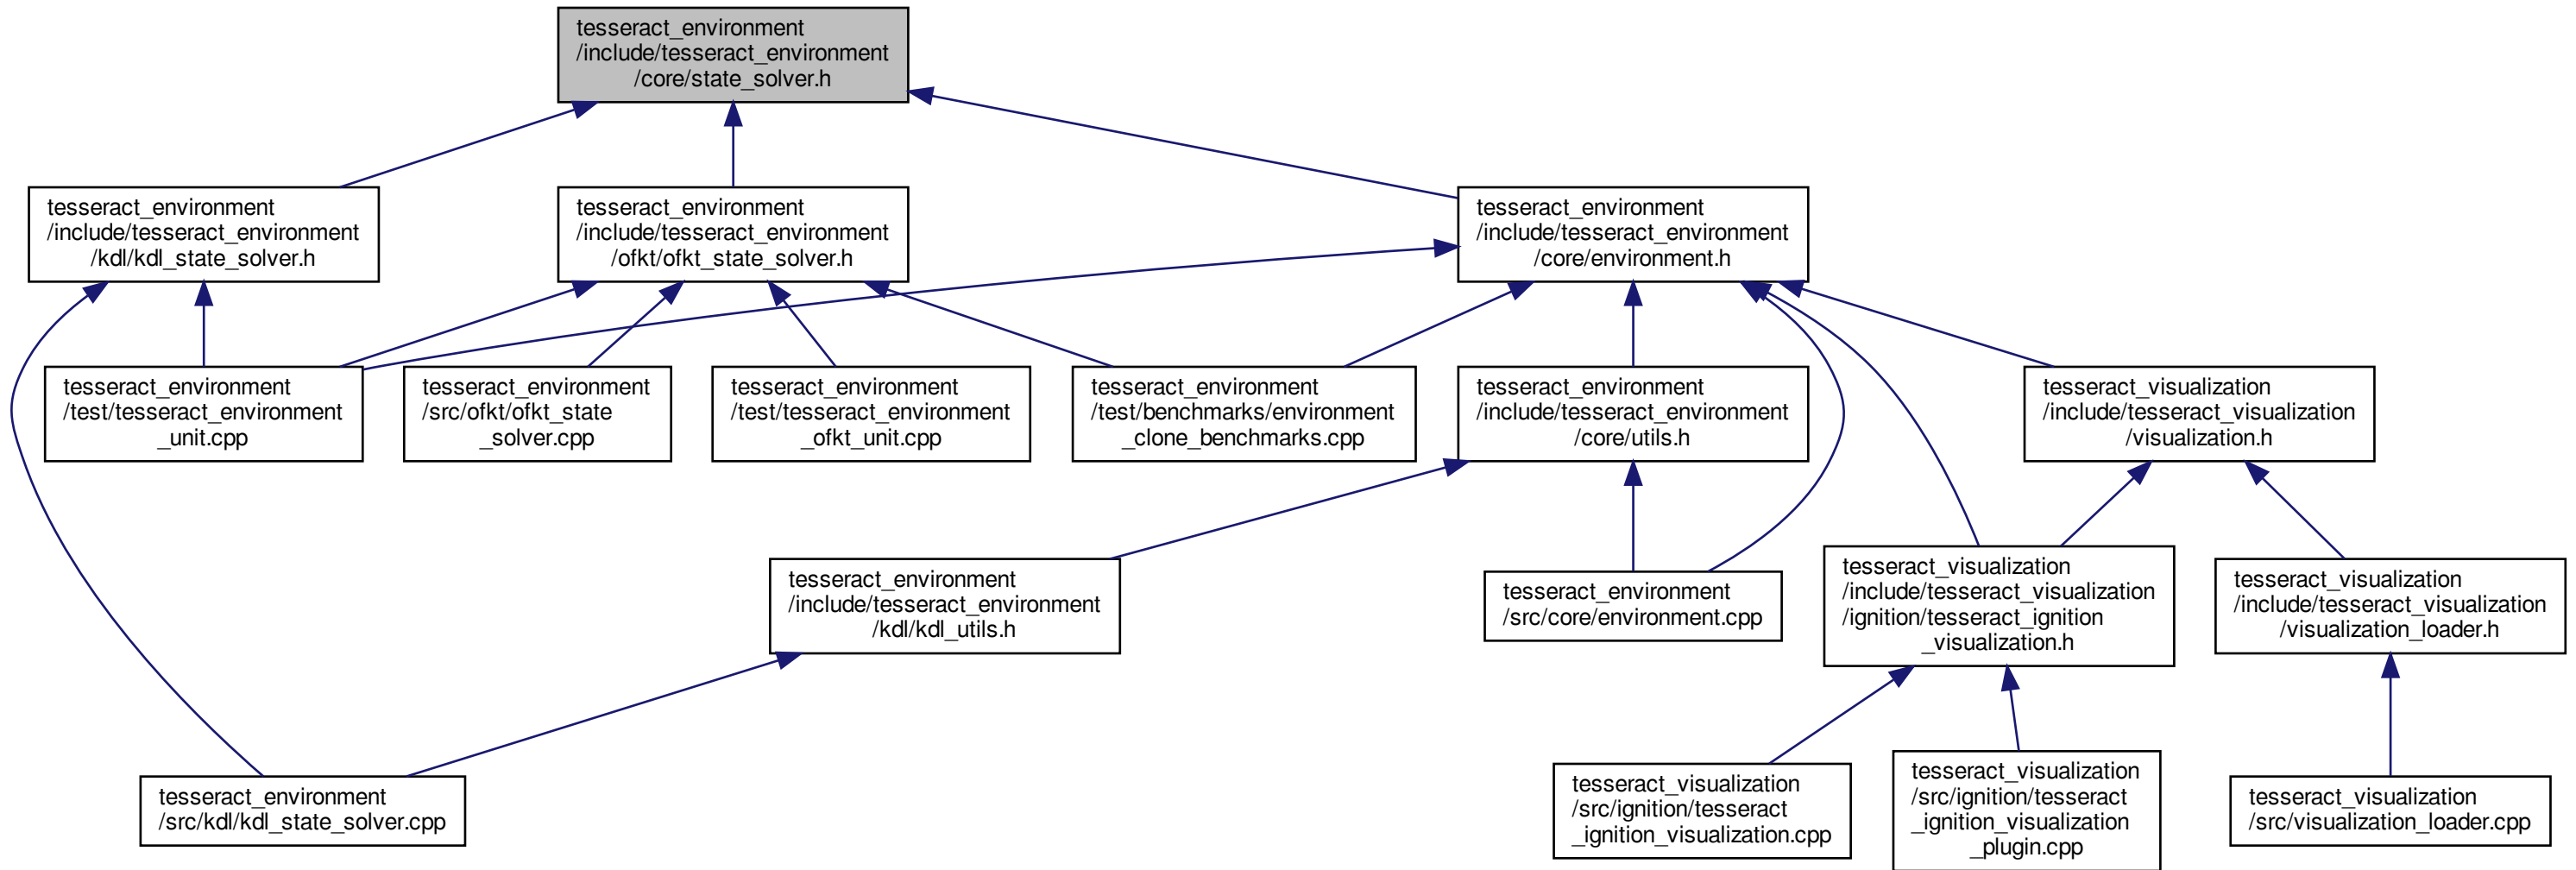 tesseract_environment
/include/tesseract_environment
/core/state_solver.h
tesseract_environment
/include/tesseract_environment
/kdl/kdl_state_solver.h
tesseract_environment
/include/tesseract_environment
/ofkt/ofkt_state_solver.h
tesseract_environment
/include/tesseract_environment
/core/environment.h
tesseract_environment
/test/tesseract_environment
_unit.cpp
tesseract_environment
/src/ofkt/ofkt_state
_solver.cpp
tesseract_environment
/test/tesseract_environment
_ofkt_unit.cpp
tesseract_environment
/test/benchmarks/environment
_clone_benchmarks.cpp
tesseract_environment
/include/tesseract_environment
/core/utils.h
tesseract_visualization
/include/tesseract_visualization
/visualization.h
tesseract_environment
/include/tesseract_environment
/kdl/kdl_utils.h
tesseract_environment
/src/core/environment.cpp
tesseract_visualization
/include/tesseract_visualization
/ignition/tesseract_ignition
_visualization.h
tesseract_visualization
/include/tesseract_visualization
/visualization_loader.h
tesseract_environment
/src/kdl/kdl_state_solver.cpp
tesseract_visualization
/src/ignition/tesseract
_ignition_visualization.cpp
tesseract_visualization
/src/ignition/tesseract
_ignition_visualization
_plugin.cpp
tesseract_visualization
/src/visualization_loader.cpp